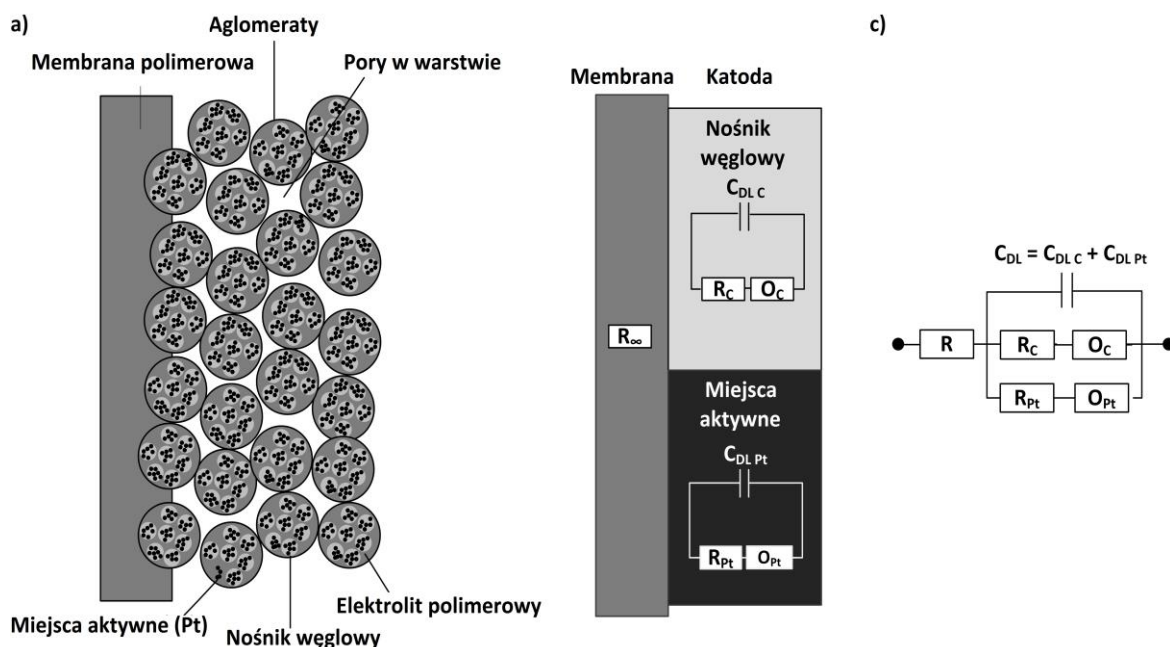 a)
Aglomeraty
Membrana polimerowa
Pory w warstwie
Miejsca aktywne (Pt)
Nośnik węglowy
Elektrolit polimerowy
Membrana
Katoda
Nośnik
węglowy
C_DL C
R_C
O_C
R_∞
Miejsca
aktywne
C_DL Pt
R_Pt
O_Pt
c)
C_DL = C_DL C + C_DL Pt
R
R_C
O_C
R_Pt
O_Pt